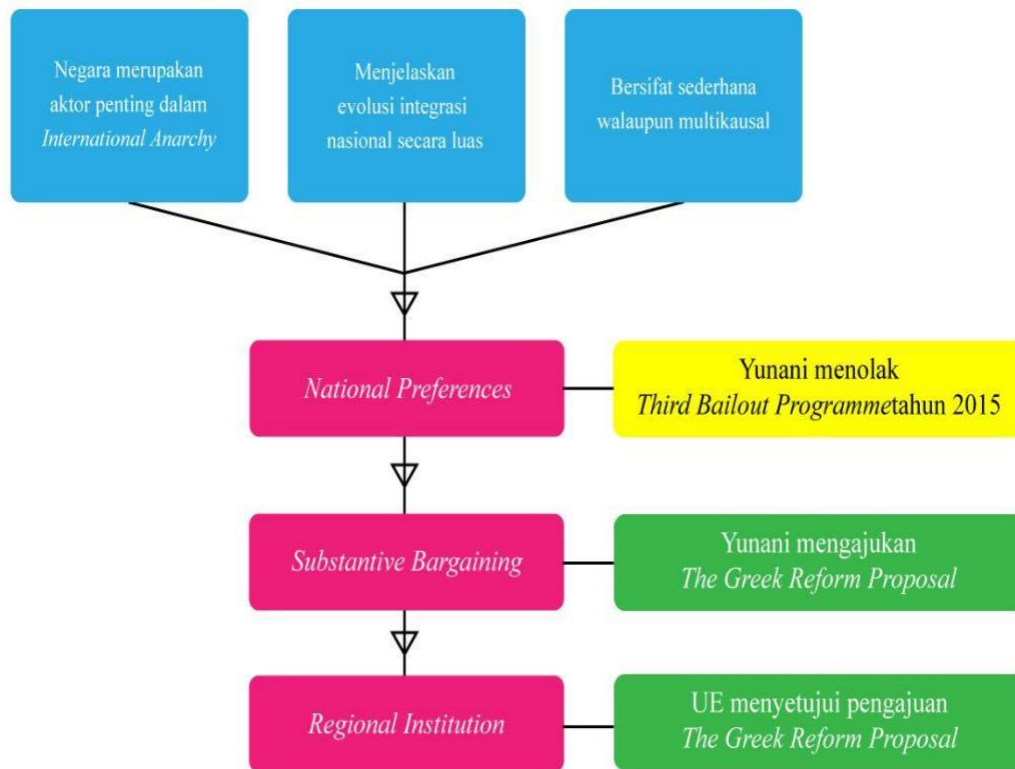 Negara merupakan
aktor penting dalam
International Anarchy
Menjelaskan
evolusi integrasi
nasional secara luas
Bersifat sederhana
walaupun multikausal
National Preferences
Yunani menolak
Third Bailout Programmetahun 2015
Substantive Bargaining
Yunani mengajukan
The Greek Reform Proposal
Regional Institution
UE menyetujui pengajuan
The Greek Reform Proposal